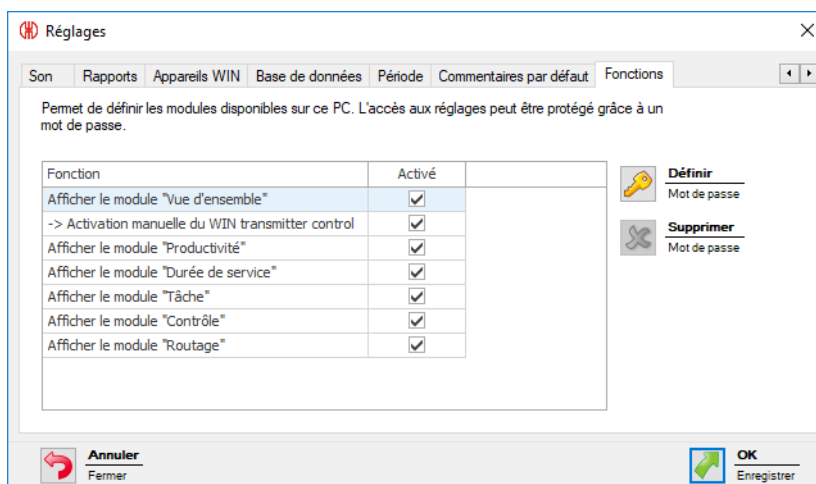 Réglages
Son Rapports Appareils WIN Base de données Période Commentaires par défaut Fonctions
Permet de définir les modules disponibles sur ce PC. L'accès aux réglages peut être protégé grâce à un
mot de passe.
Fonction Activé
Afficher le module "Vue d'ensemble"
-> Activation manuelle du WIN transmitter control
Afficher le module "Productivité"
Afficher le module "Durée de service"
Afficher le module "Tâche"
Afficher le module "Contrôle"
Afficher le module "Routage"
Définir
Mot de passe
Supprimer
Mot de passe
Annuler
Fermer
OK
Enregistrer